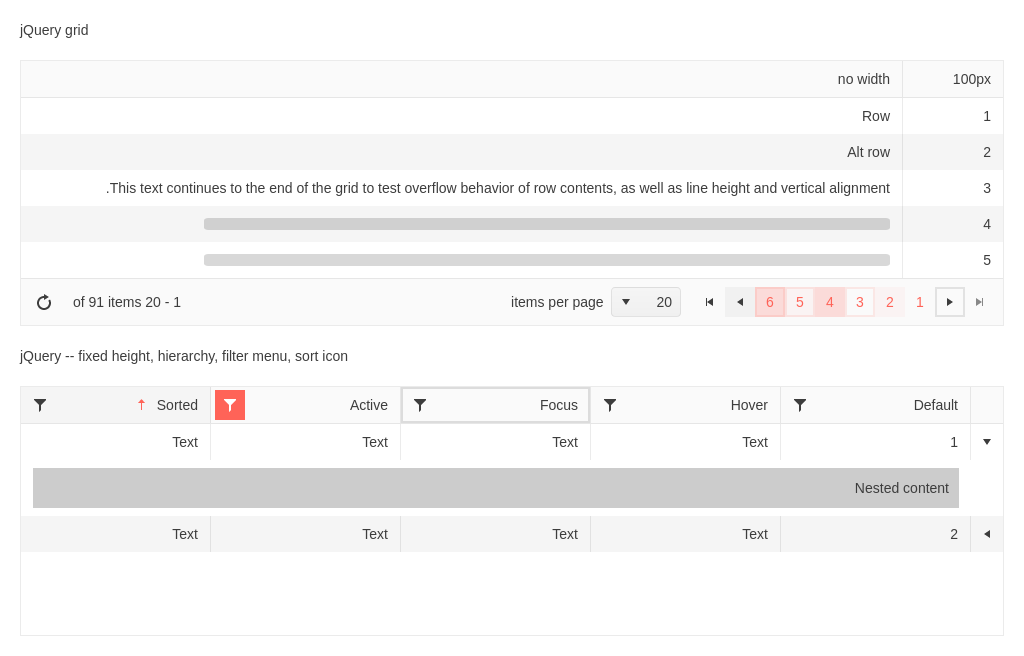 jQuery grid
no width 100px
Row 1
Alt row 2
.This text continues to the end of the grid to test overflow behavior of row contents, as well as line height and vertical alignment 3
4
5
of 91 items 20 - 1 items per page 20 6 5 4 3 2 1
jQuery -- fixed height, hierarchy, filter menu, sort icon
Sorted Active Focus Hover Default
Text Text Text Text 1
Nested content
Text Text Text Text 2